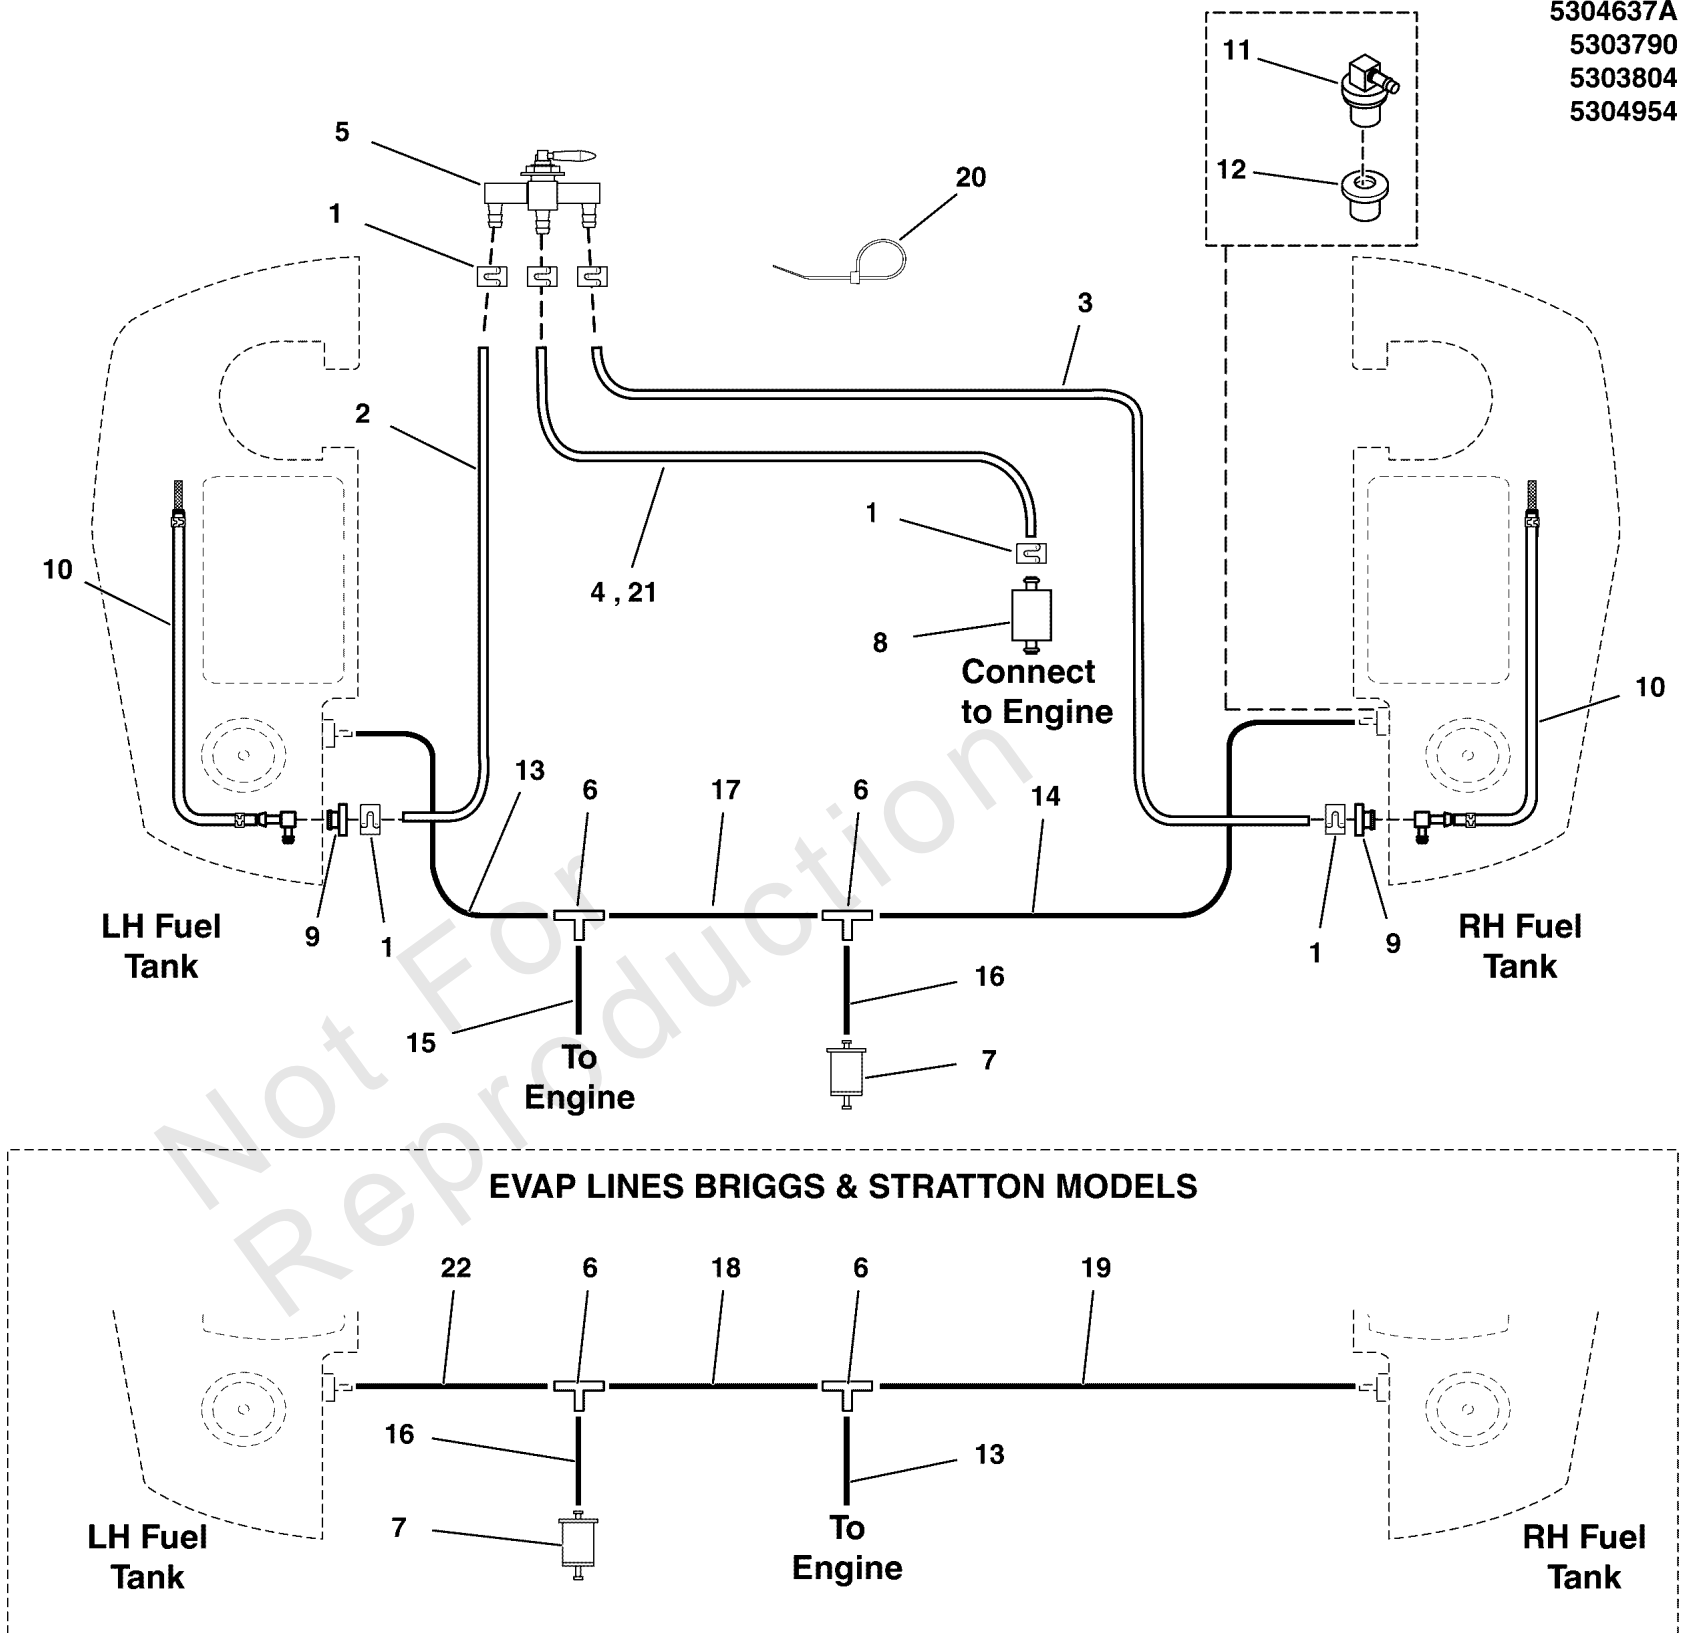 5304637A
5303790
5303804
5304954
11
5
12
20
1
3
2
1
10
4 , 21
8
Connect
to Engine
10
13
6
17
6
14
LH Fuel
Tank
9
1
1
9
RH Fuel
Tank
16
15
To
Engine
7
Not For
Reproduction
EVAP LINES BRIGGS & STRATTON MODELS
22
6
18
6
19
16
13
7
LH Fuel
Tank
To
Engine
RH Fuel
Tank